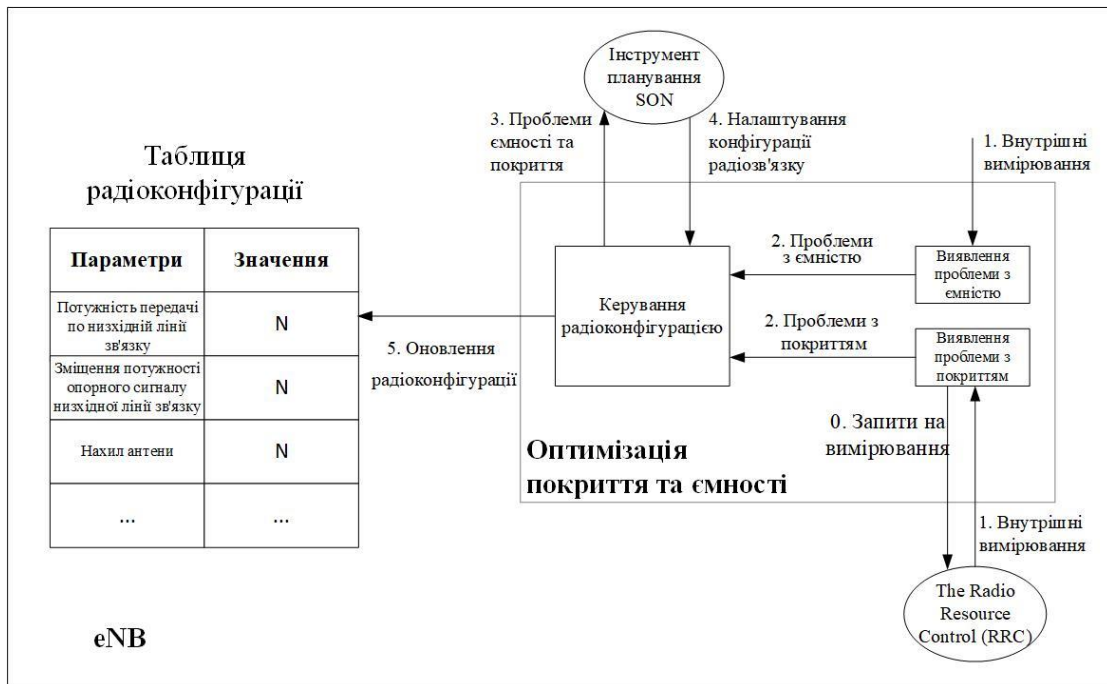 Інструмент
планування
SON
3. Проблеми
ємності та
покриття
4. Налаштування
конфігурації
радіозв'язку
1. Внутрішні
вимірювання
Таблиця
радіоконфігурації
Параметри
Значення
Потужність передачі
по низхідній лінії
зв'язку
N
Зміщення потужності
опорного сигналу
низхідної лінії зв'язку
N
Нахил антени
N
...
...
5. Оновлення
радіоконфігурації
Керування
радіоконфігурацією
2. Проблеми
з ємністю
Виявлення
проблеми з
ємністю
2. Проблеми з
покриттям
Виявлення
проблеми з
покриттям
0. Запити на
вимірювання
Оптимізація
покриття та ємності
1. Внутрішні
вимірювання
The Radio
Resource
Control (RRC)
eNB